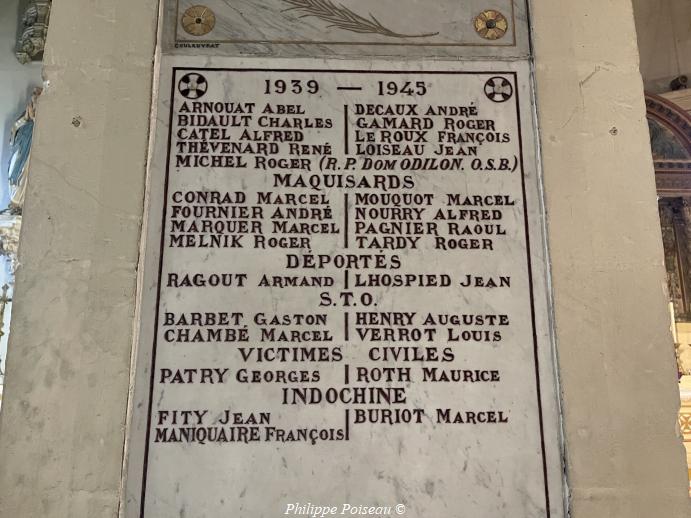 COULEUVRAT
1939 — 1945
ARNOUAT ABEL DECAUX ANDRÉ
BIDAULT CHARLES GAMARD ROGER
CATEL ALFRED LE ROUX FRANÇOIS
THÉVENARD RENÉ LOISEAU JEAN
MICHEL ROGER (R.P. DOM ODILON. O.S.B.)
MAQUISARDS
CONRAD MARCEL MOUQUOT MARCEL
FOURNIER ANDRÉ NOURRY ALFRED
MARQUER MARCEL PAGNIER RAOUL
MELNIK ROGER TARDY ROGER
DÉPORTÉS
RAGOUT ARMAND LHOSPIED JEAN
S.T.O.
BARBET GASTON HENRY AUGUSTE
CHAMBÉ MARCEL VERROT LOUIS
VICTIMES CIVILES
PATRY GEORGES ROTH MAURICE
INDOCHINE
FITY JEAN BURIOT MARCEL
MANIQUAIRE FRANÇOIS
Philippe Poiseau ©